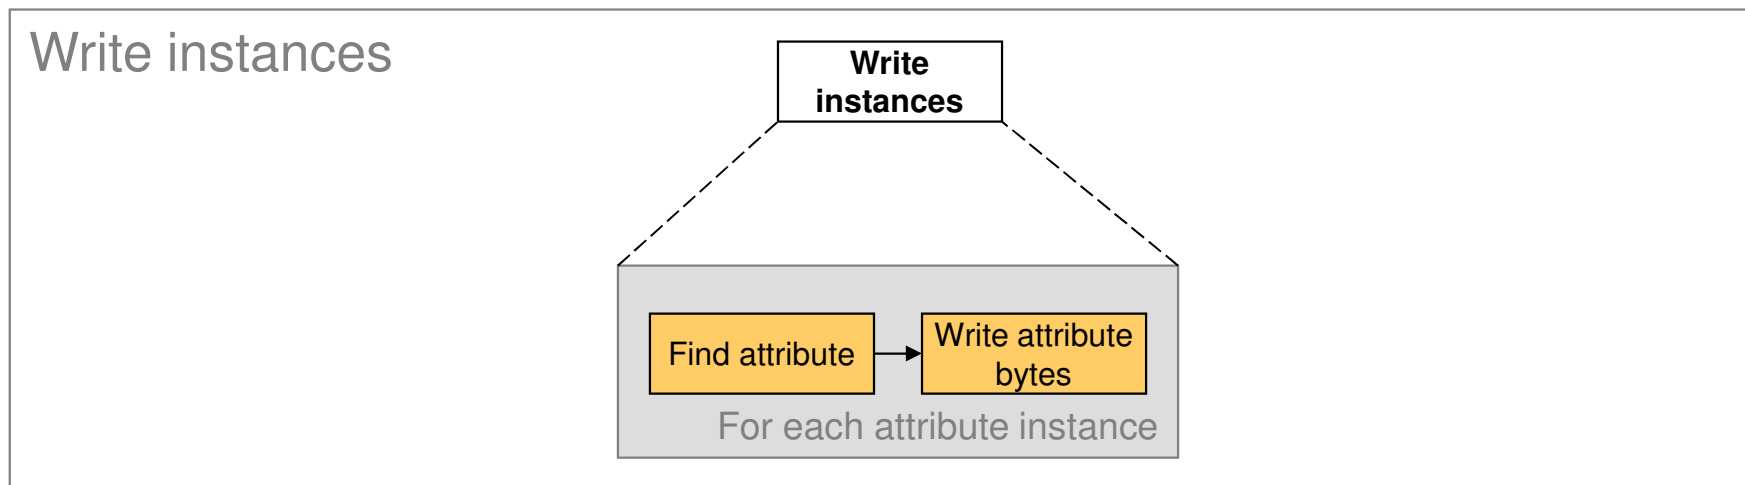 Write instances
Write
instances
Find attribute
Write attribute
bytes
For each attribute instance